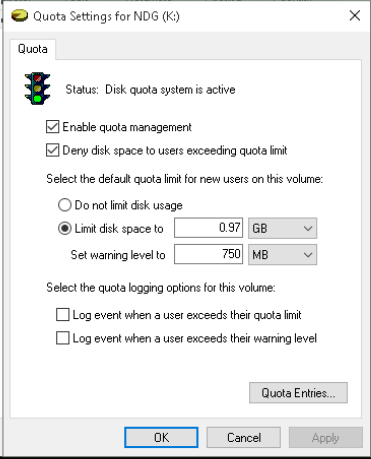 Quota Settings for NDG (K:)
Quota
Status: Disk quota system is active
Enable quota management
Deny disk space to users exceeding quota limit
Select the default quota limit for new users on this volume:
Do not limit disk usage
Limit disk space to 0.97 GB
Set warning level to 750 MB
Select the quota logging options for this volume:
Log event when a user exceeds their quota limit
Log event when a user exceeds their warning level
Quota Entries...
OK Cancel Apply